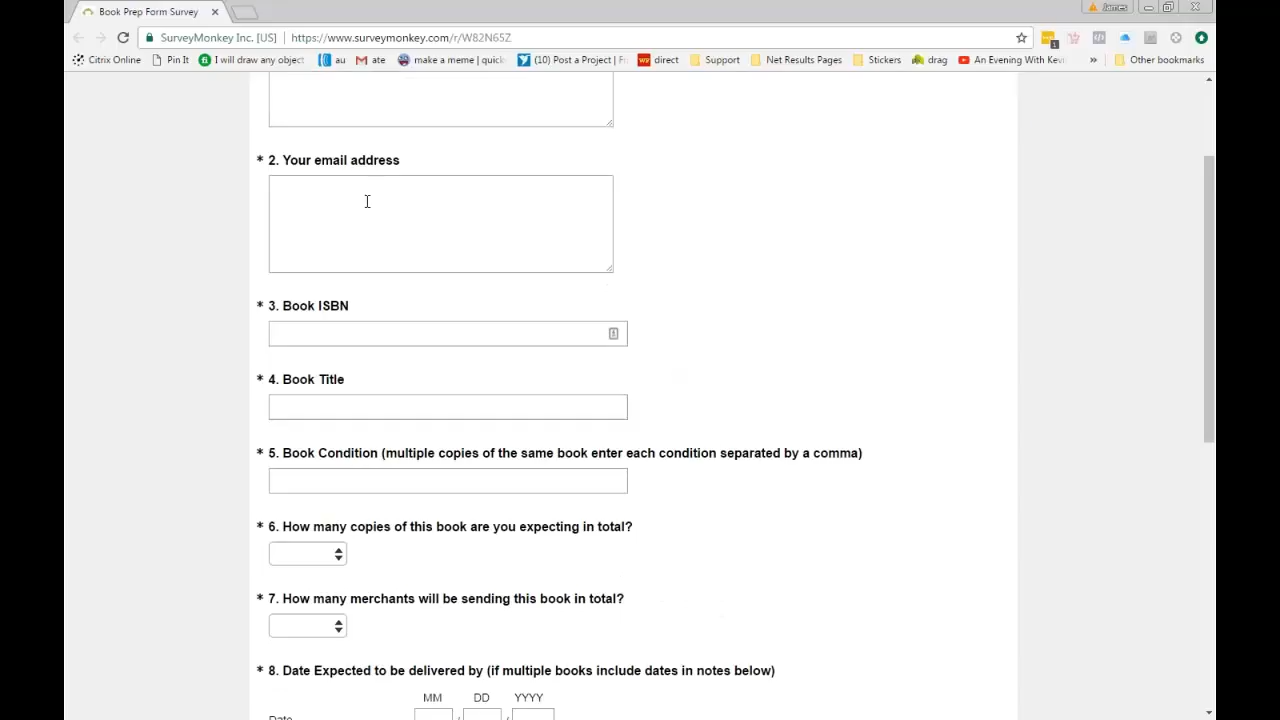 Book Prep Form Survey
James
SurveyMonkey Inc. [US] https://www.surveymonkey.com/r/W82N65Z
1
Citrix Online Pin It I will draw any object au ate make a meme | quick (10) Post a Project | Fr direct Support Net Results Pages Stickers drag An Evening With Kevi » Other bookmarks
* 2. Your email address
* 3. Book ISBN
* 4. Book Title
* 5. Book Condition (multiple copies of the same book enter each condition separated by a comma)
* 6. How many copies of this book are you expecting in total?
* 7. How many merchants will be sending this book in total?
* 8. Date Expected to be delivered by (if multiple books include dates in notes below)
MM DD YYYY
Date / /